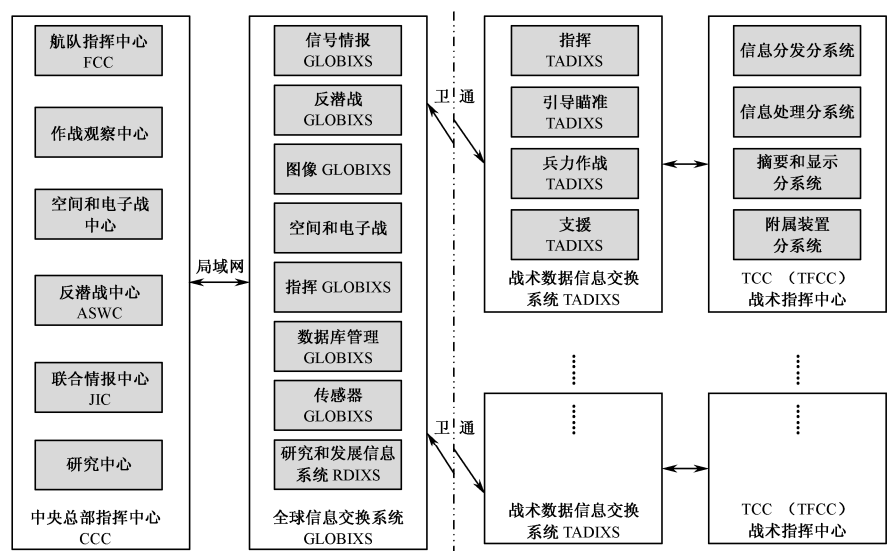 航队指挥中心
FCC
作战观察中心
空间和电子战
中心
反潜战中心
ASWC
联合情报中心
JIC
研究中心
中央总部指挥中心
CCC
局域网
信号情报
GLOBIXS
反潜战
GLOBIXS
图像 GLOBIXS
空间和电子战
指挥 GLOBIXS
数据库管理
GLOBIXS
传感器
GLOBIXS
研究和发展信息
系统 RDIXS
全球信息交换系统
GLOBIXS
卫 通
卫 通
指挥
TADIXS
引导瞄准
TADIXS
兵力作战
TADIXS
支援
TADIXS
战术数据信息交换
系统 TADIXS
信息分发分系统
信息处理分系统
摘要和显示
分系统
附属装置
分系统
TCC （TFCC）
战术指挥中心
战术数据信息交换
系统 TADIXS
TCC （TFCC）
战术指挥中心